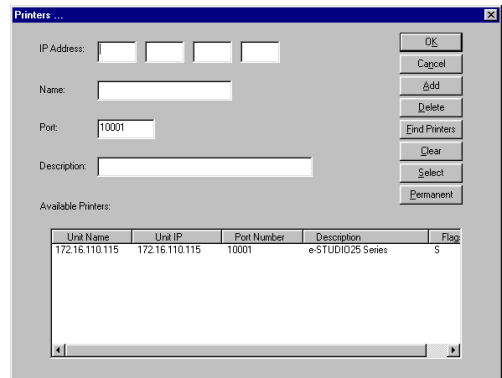 Printers ...
IP Address:
OK
Cancel
Name:
Add
Delete
Port:
10001
Find Printers
Clear
Description:
Select
Permanent
Available Printers:
Unit Name Unit IP Port Number Description Flags
172.16.110.115 172.16.110.115 10001 e-STUDIO25 Series S